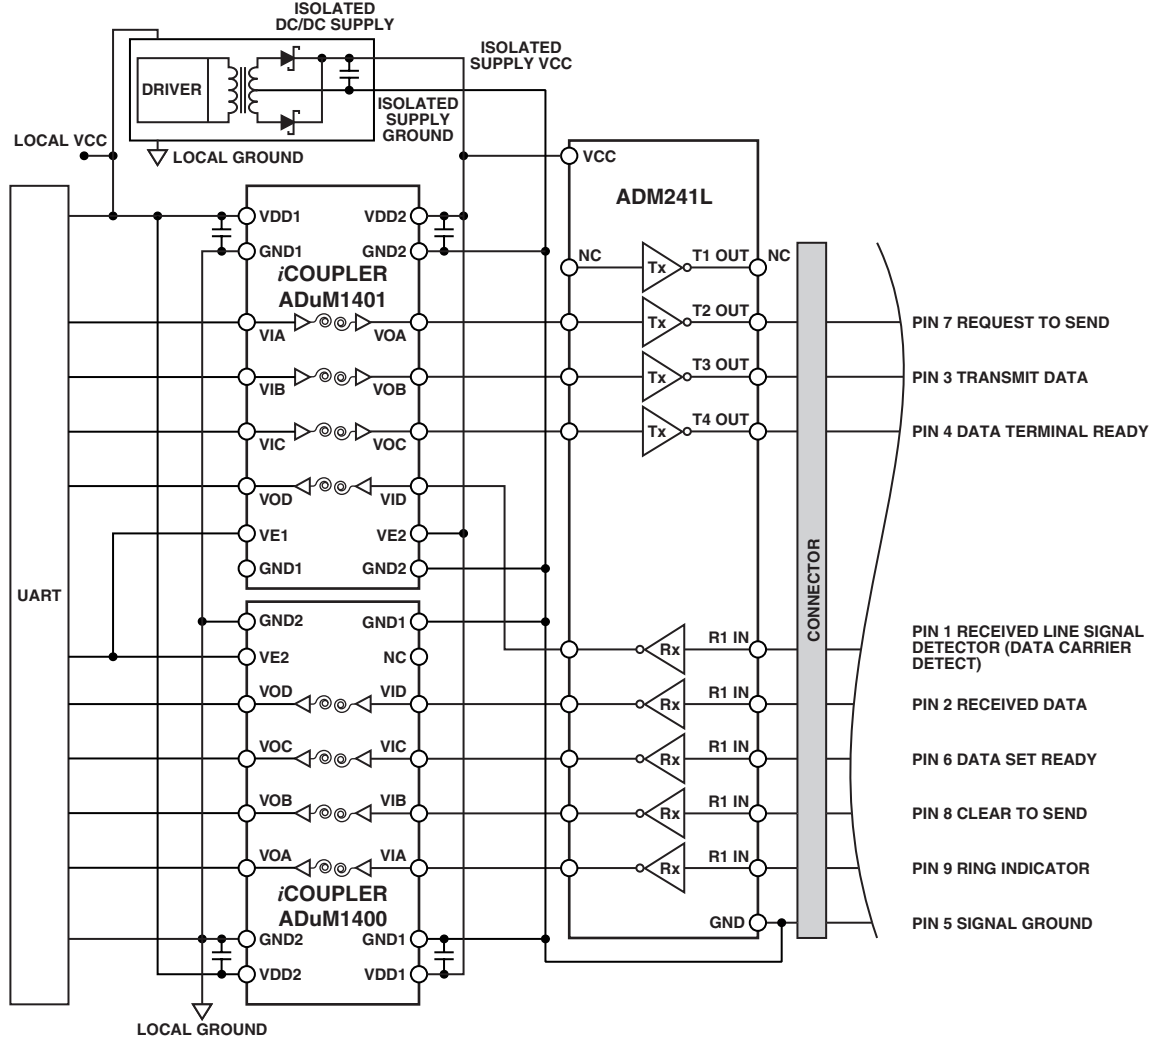 ISOLATED
DC/DC SUPPLY
ISOLATED
SUPPLY VCC
DRIVER
ISOLATED
SUPPLY
GROUND
LOCAL VCC
LOCAL GROUND
VCC
ADM241L
VDD1
VDD2
GND1
GND2
iCOUPLER
ADuM1401
NC
Tx
T1 OUT
NC
VIA
VOA
Tx
T2 OUT
PIN 7 REQUEST TO SEND
VIB
VOB
Tx
T3 OUT
PIN 3 TRANSMIT DATA
VIC
VOC
Tx
T4 OUT
PIN 4 DATA TERMINAL READY
VOD
VID
VE1
VE2
GND1
GND2
UART
CONNECTOR
GND2
GND1
VE2
NC
Rx
R1 IN
PIN 1 RECEIVED LINE SIGNAL
DETECTOR (DATA CARRIER
DETECT)
VOD
VID
Rx
R1 IN
PIN 2 RECEIVED DATA
VOC
VIC
Rx
R1 IN
PIN 6 DATA SET READY
VOB
VIB
Rx
R1 IN
PIN 8 CLEAR TO SEND
VOA
VIA
Rx
R1 IN
PIN 9 RING INDICATOR
iCOUPLER
ADuM1400
GND
PIN 5 SIGNAL GROUND
GND2
GND1
VDD2
VDD1
LOCAL GROUND